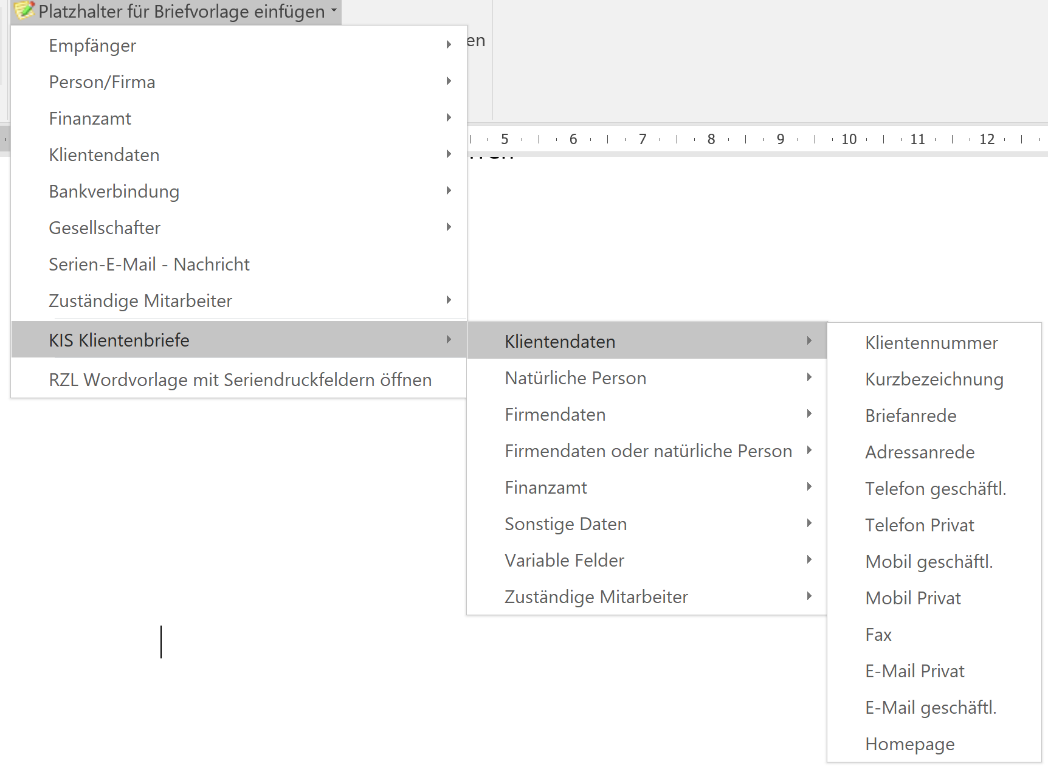 Platzhalter für Briefvorlage einfügen
Empfänger
en
Person/Firma
Finanzamt
5 6 7 8 9 10 11 12
Klientendaten
Bankverbindung
Gesellschafter
Serien-E-Mail - Nachricht
Zuständige Mitarbeiter
KIS Klientenbriefe
RZL Wordvorlage mit Seriendruckfeldern öffnen
Klientendaten
Natürliche Person
Firmendaten
Firmendaten oder natürliche Person
Finanzamt
Sonstige Daten
Variable Felder
Zuständige Mitarbeiter
Klientennummer
Kurzbezeichnung
Briefanrede
Adressanrede
Telefon geschäftl.
Telefon Privat
Mobil geschäftl.
Mobil Privat
Fax
E-Mail Privat
E-Mail geschäftl.
Homepage